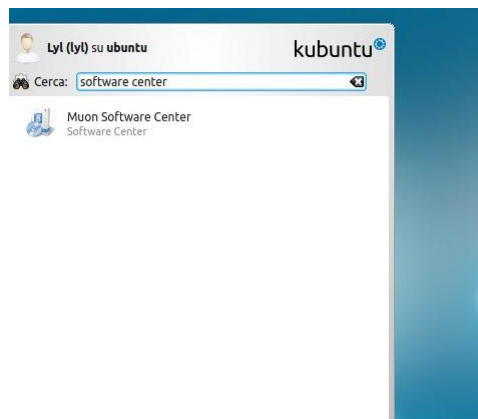 Lyl (lyl) su ubuntu
kubuntu
Cerca: software center
Muon Software Center
Software Center